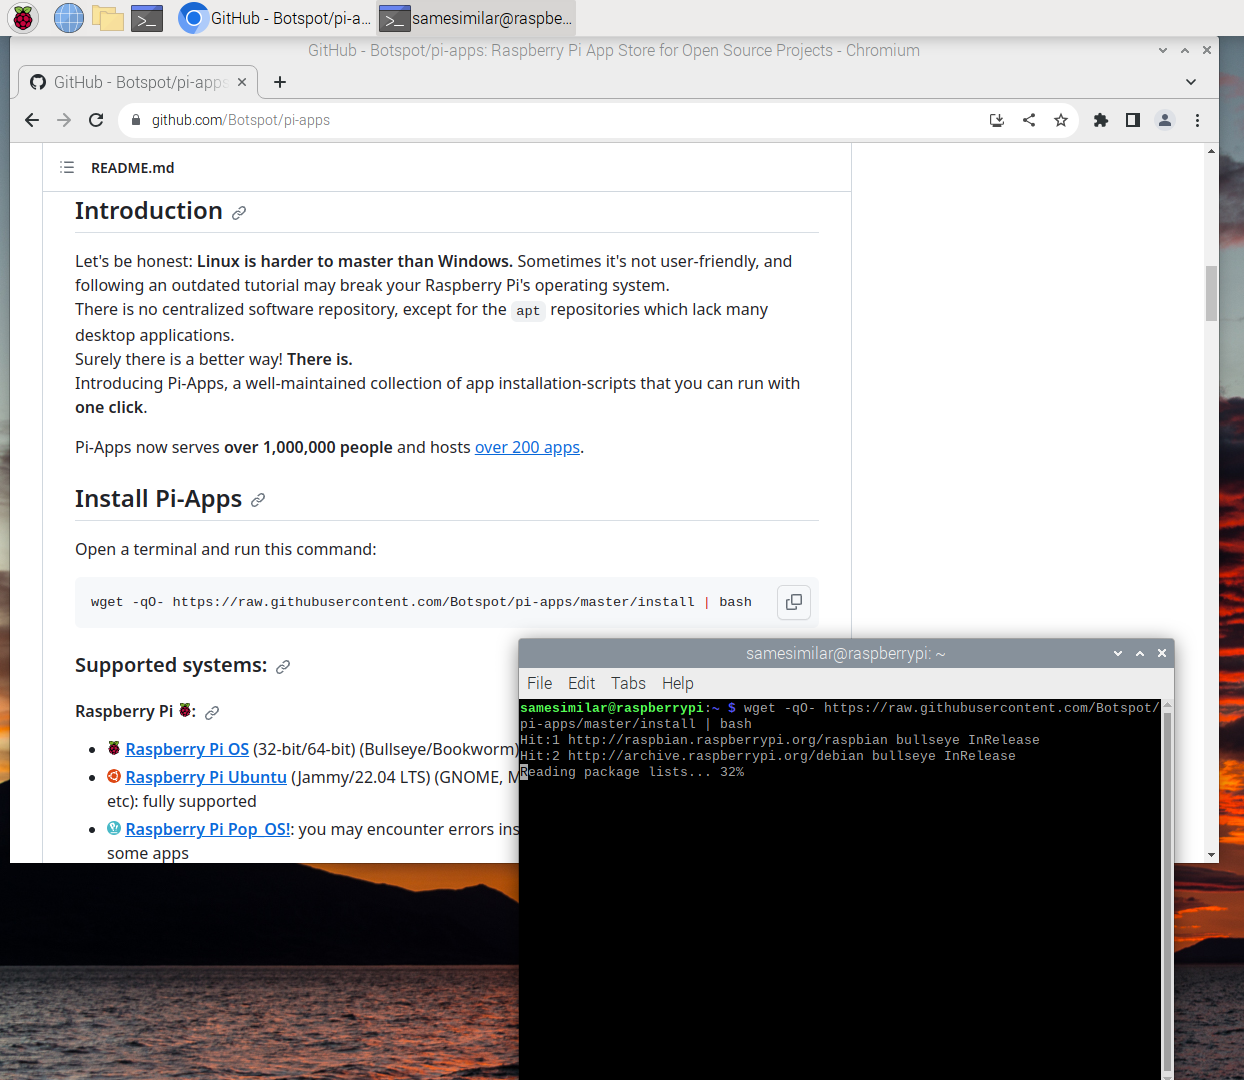 GitHub - Botspot/pi-a...
samesimilar@raspbe...
GitHub - Botspot/pi-apps: Raspberry Pi App Store for Open Source Projects - Chromium
GitHub - Botspot/pi-apps
github.com/Botspot/pi-apps
README.md
Introduction
Let's be honest: Linux is harder to master than Windows. Sometimes it's not user-friendly, and
following an outdated tutorial may break your Raspberry Pi's operating system.
There is no centralized software repository, except for the apt repositories which lack many
desktop applications.
Surely there is a better way! There is.
Introducing Pi-Apps, a well-maintained collection of app installation-scripts that you can run with
one click.
Pi-Apps now serves over 1,000,000 people and hosts over 200 apps.
Install Pi-Apps
Open a terminal and run this command:
wget -qO- https://raw.githubusercontent.com/Botspot/pi-apps/master/install | bash
Supported systems:
Raspberry Pi :
Raspberry Pi OS (32-bit/64-bit) (Bullseye/Bookworm)
Raspberry Pi Ubuntu (Jammy/22.04 LTS) (GNOME, M
etc): fully supported
Raspberry Pi Pop_OS!: you may encounter errors ins
some apps
samesimilar@raspberrypi: ~
File Edit Tabs Help
samesimilar@raspberrypi:~ $ wget -qO- https://raw.githubusercontent.com/Botspot/
pi-apps/master/install | bash
Hit:1 http://raspbian.raspberrypi.org/raspbian bullseye InRelease
Hit:2 http://archive.raspberrypi.org/debian bullseye InRelease
Reading package lists... 32%